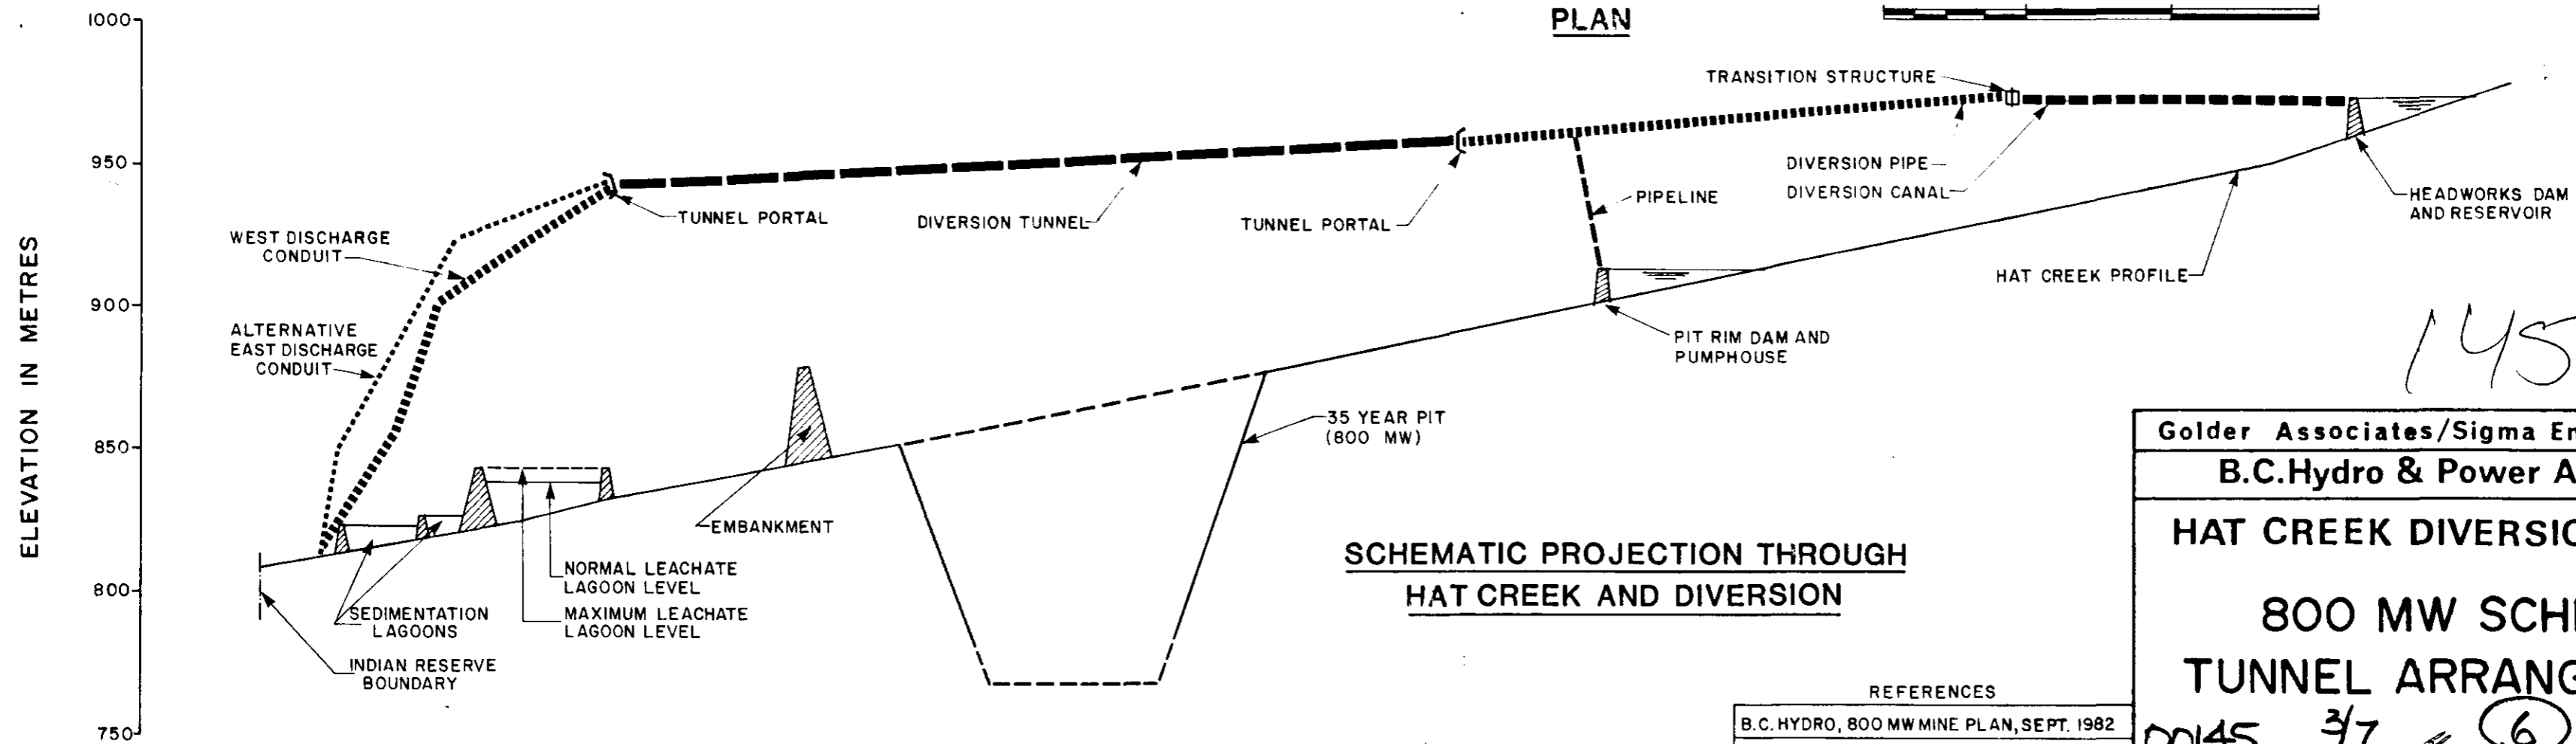 PLAN
1000
950
900
850
800
750
ELEVATION IN METRES
TRANSITION STRUCTURE
DIVERSION PIPE
DIVERSION CANAL
HEADWORKS DAM
AND RESERVOIR
TUNNEL PORTAL
DIVERSION TUNNEL
TUNNEL PORTAL
PIPELINE
WEST DISCHARGE
CONDUIT
HAT CREEK PROFILE
ALTERNATIVE
EAST DISCHARGE
CONDUIT
PIT RIM DAM AND
PUMPHOUSE
35 YEAR PIT
(800 MW)
EMBANKMENT
NORMAL LEACHATE
LAGOON LEVEL
MAXIMUM LEACHATE
LAGOON LEVEL
SEDIMENTATION
LAGOONS
INDIAN RESERVE
BOUNDARY
SCHEMATIC PROJECTION THROUGH
HAT CREEK AND DIVERSION
REFERENCES
B.C. HYDRO, 800 MW MINE PLAN, SEPT. 1982
145
Golder Associates/Sigma En
B.C.Hydro & Power A
HAT CREEK DIVERSIO
800 MW SCH
TUNNEL ARRANG
3/7
6